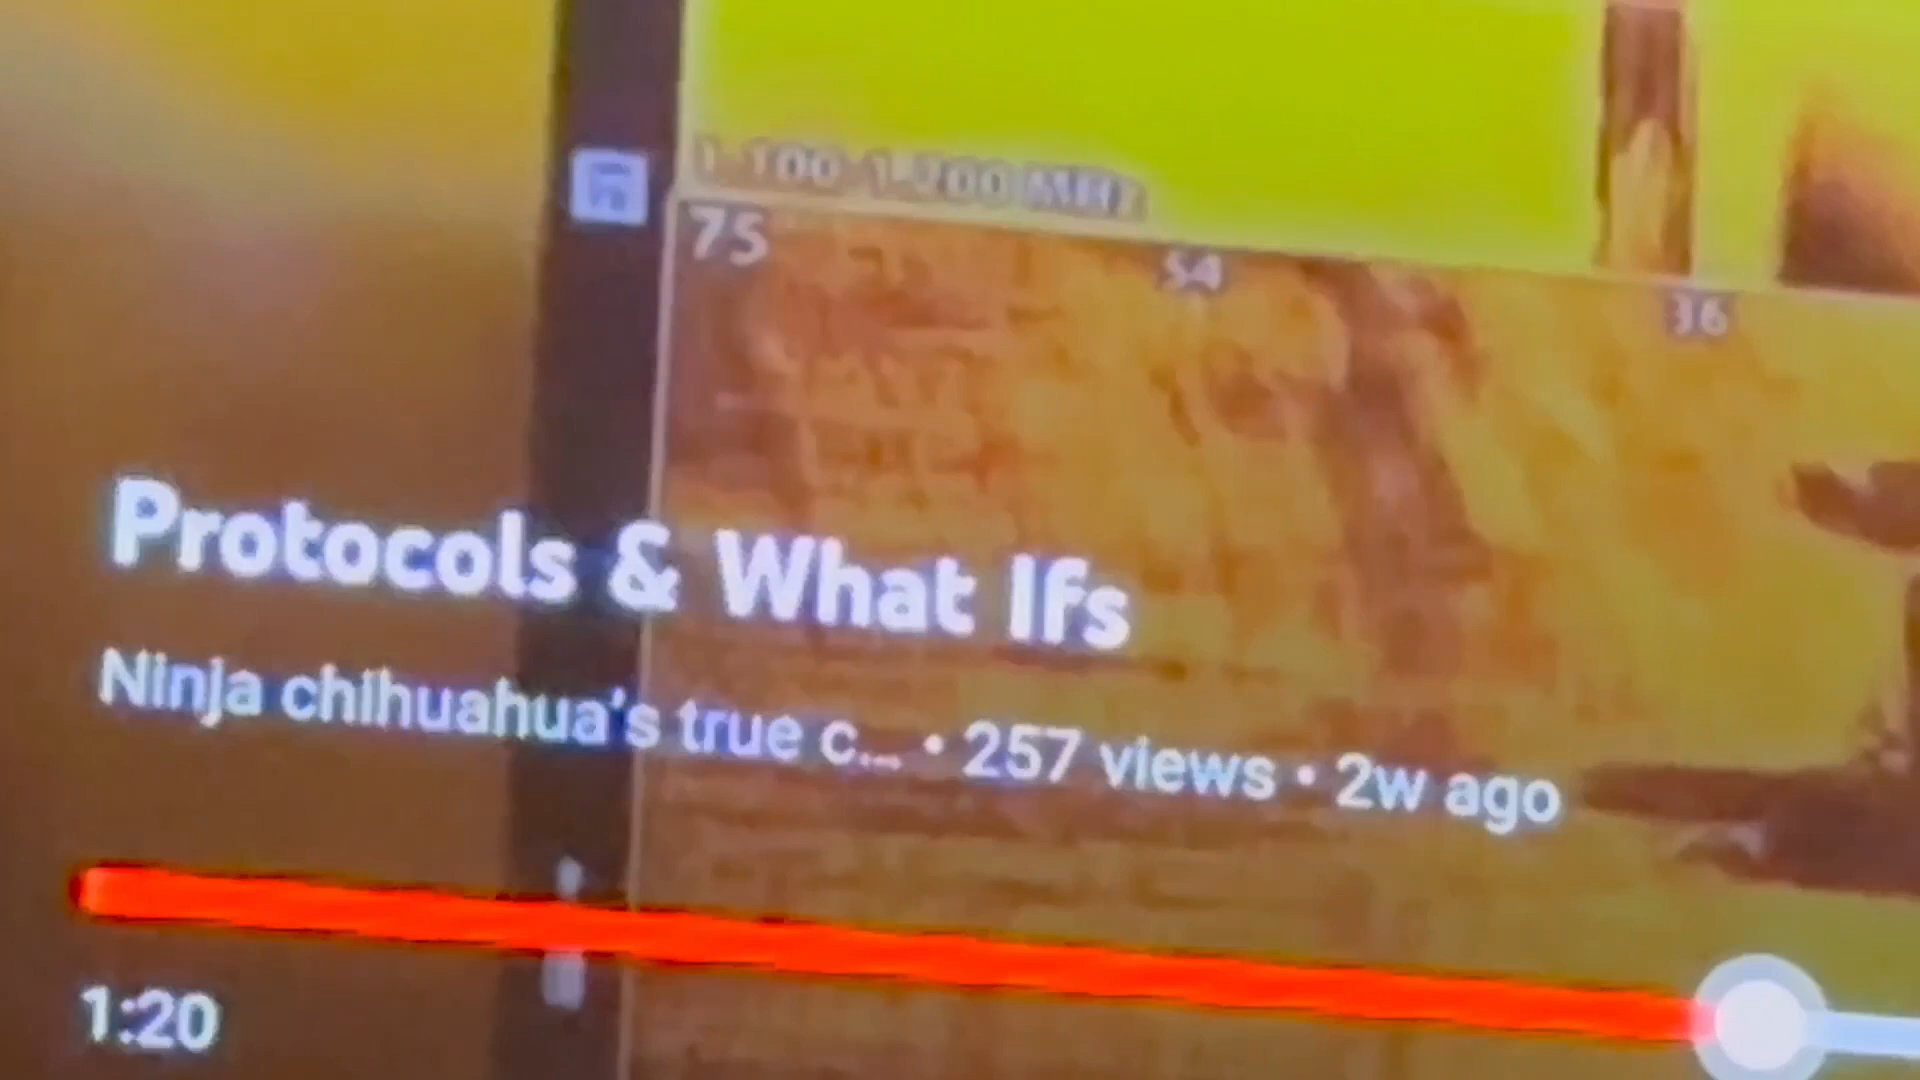 1-100-1-200 MHz
75
54
36
Protocols & What Ifs
Ninja chihuahua's true c... • 257 views • 2w ago
1:20